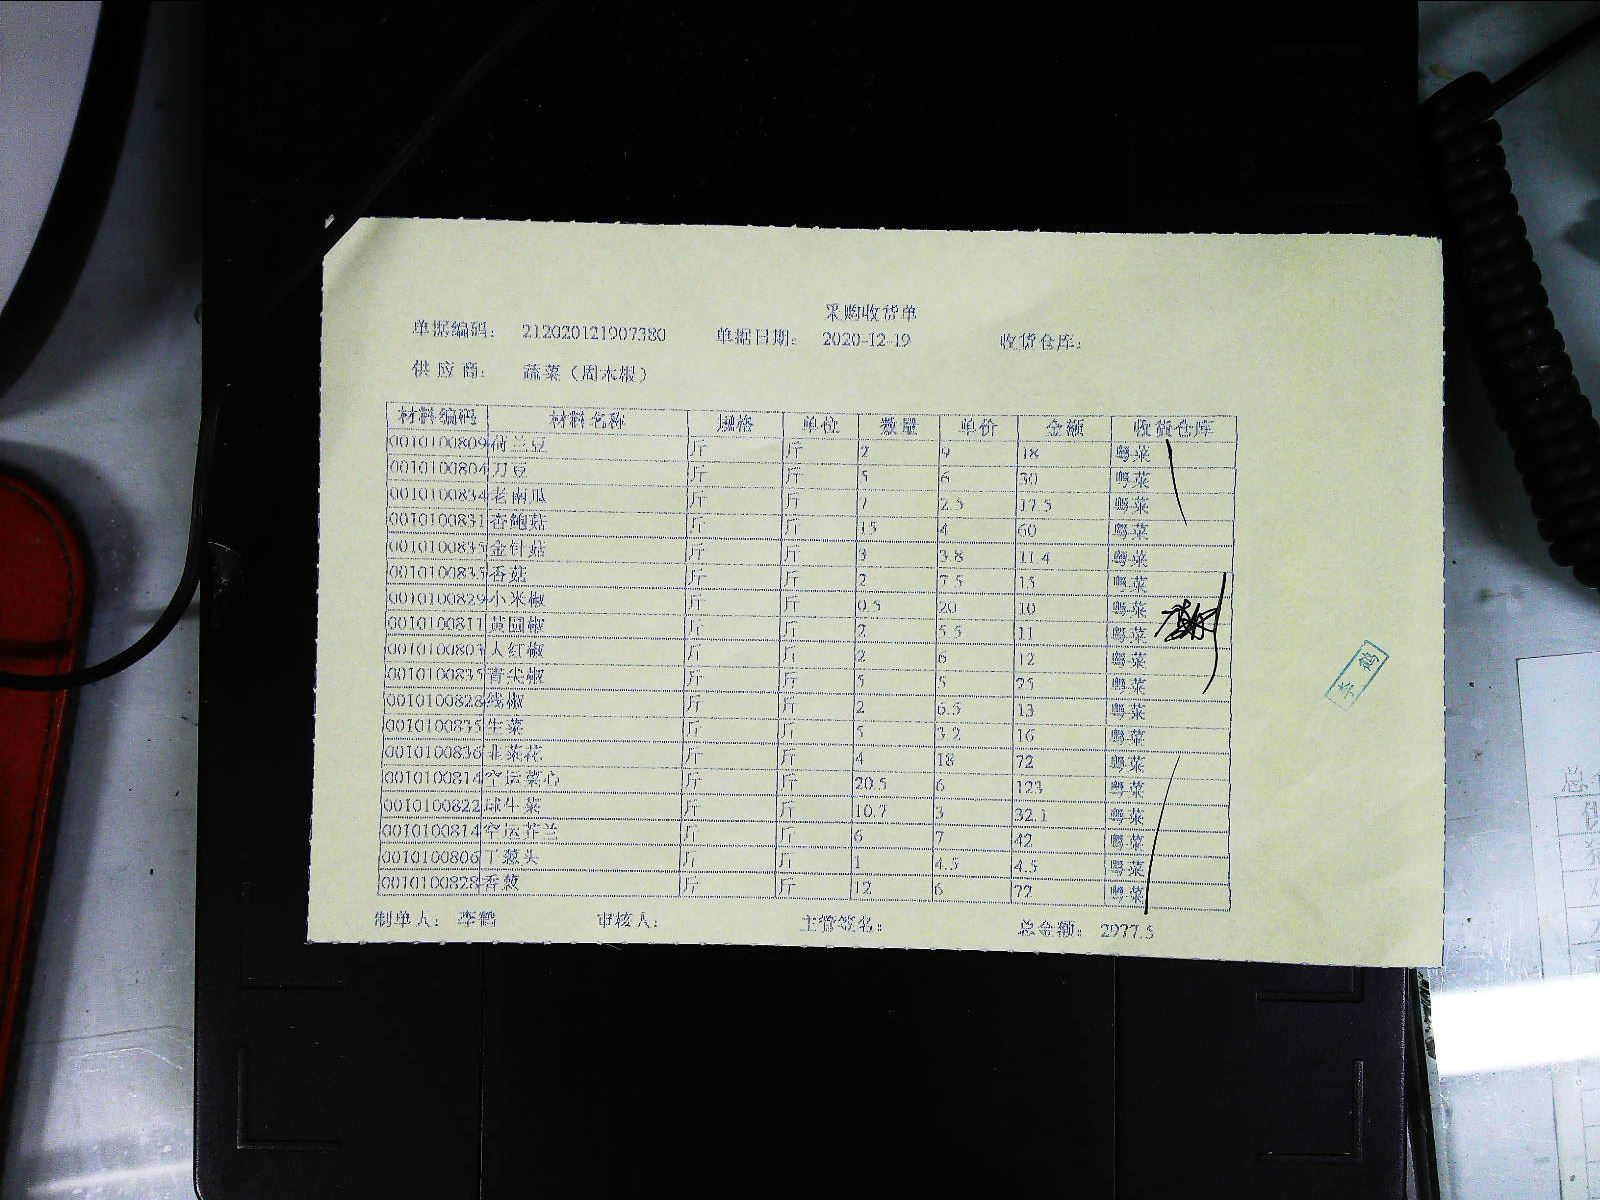 采购收货单
单据编码: 212020121907380 单据日期: 2020-12-19 收货仓库:
供应商: 蔬菜(周木根)
材料编码 材料名称 规格 单位 数量 单价 金额 收货仓库
0010100809 荷兰豆 斤 斤 2 9 18 粤菜
0010100804 刀豆 斤 斤 5 6 30 粤菜
0010100834 老南瓜 斤 斤 7 2.5 17.5 粤菜
0010100831 杏鲍菇 斤 斤 15 4 60 粤菜
0010100835 金针菇 斤 斤 3 3.8 11.4 粤菜
0010100835 香菇 斤 斤 2 7.5 15 粤菜
0010100829 小米椒 斤 斤 0.5 20 10 粤菜
0010100811 黄圆椒 斤 斤 2 5.5 11 粤菜
0010100803 大红椒 斤 斤 2 6 12 粤菜
0010100835 青尖椒 斤 斤 5 5 25 粤菜
0010100828 线椒 斤 斤 2 6.5 13 粤菜
0010100835 生菜 斤 斤 5 3.2 16 粤菜
0010100836 韭菜花 斤 斤 4 18 72 粤菜
0010100814 空运菜心 斤 斤 20.5 6 123 粤菜
0010100822 球生菜 斤 斤 10.7 3 32.1 粤菜
0010100814 空运芥兰 斤 斤 6 7 42 粤菜
0010100806 丁葱头 斤 斤 1 4.5 4.5 粤菜
0010100828 香葱 斤 斤 12 6 72 粤菜
制单人: 李鹤 审核人: 主管签名: 总金额: 2937.5
李鹤